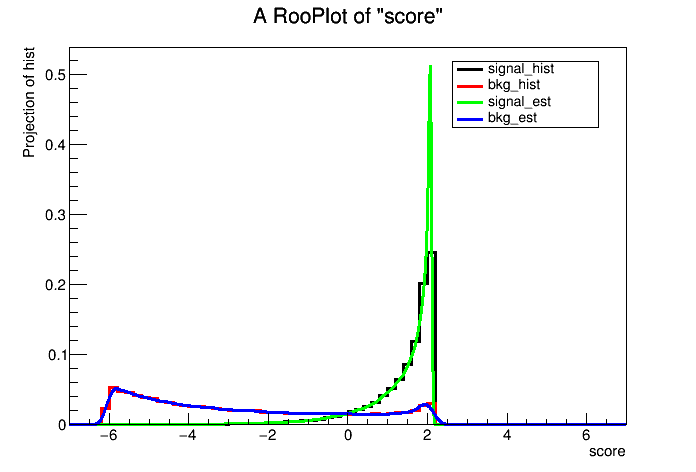 A RooPlot of "score"
Projection of hist
0.5
0.4
0.3
0.2
0.1
0
signal_hist
bkg_hist
signal_est
bkg_est
−6 −4 −2 0 2 4 6
score